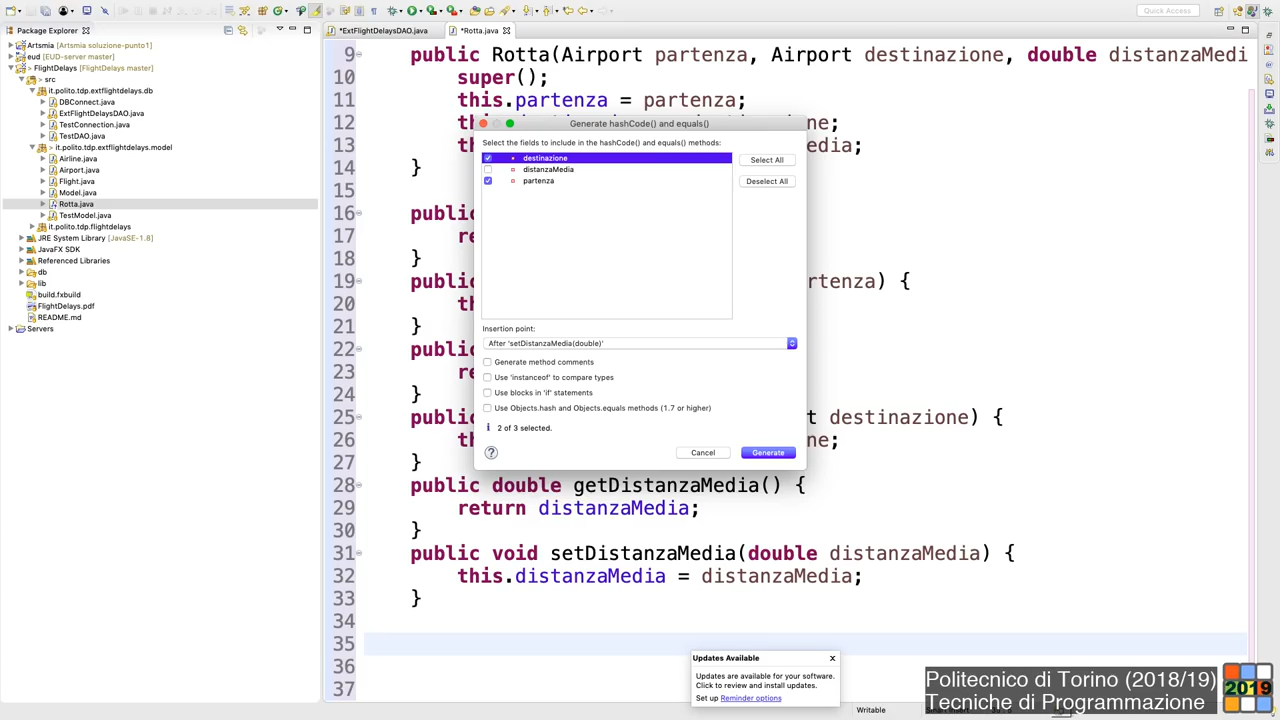 Quick Access
Package Explorer
*ExtFlightDelaysDAO.java
*Rotta.java
Artsmia [Artsmia soluzione-punto1]
eud [EUD-server master]
> FlightDelays [FlightDelays master]
> src
it.polito.tdp.extflightdelays.db
DBConnect.java
ExtFlightDelaysDAO.java
TestConnection.java
TestDAO.java
> it.polito.tdp.extflightdelays.model
Airline.java
Airport.java
Flight.java
Model.java
Rotta.java
TestModel.java
it.polito.tdp.flightdelays
JRE System Library [JavaSE-1.8]
JavaFX SDK
Referenced Libraries
db
lib
build.fxbuild
FlightDelays.pdf
README.md
Servers
9 public Rotta(Airport partenza, Airport destinazione, double distanzaMedi
10 super();
11 this.partenza = partenza;
12 ne;
13 media;
14 }
15
16
17
18 }
19 rtenza) {
20
21 }
22
23
24 }
25 t destinazione) {
26 ne;
27 }
28 public double getDistanzaMedia() {
29 return distanzaMedia;
30 }
31 public void setDistanzaMedia(double distanzaMedia) {
32 this.distanzaMedia = distanzaMedia;
33 }
34
35
36
37
Generate hashCode() and equals()
Select the fields to include in the hashCode() and equals() methods:
destinazione
distanzaMedia
partenza
Select All
Deselect All
Insertion point:
After 'setDistanzaMedia(double)'
Generate method comments
Use 'instanceof' to compare types
Use blocks in 'if' statements
Use Objects.hash and Objects.equals methods (1.7 or higher)
2 of 3 selected.
Cancel
Generate
Updates Available
Updates are available for your software.
Click to review and install updates.
Set up Reminder options
Writable
Politecnico di Torino (2018/19)
Tecniche di Programmazione
2019